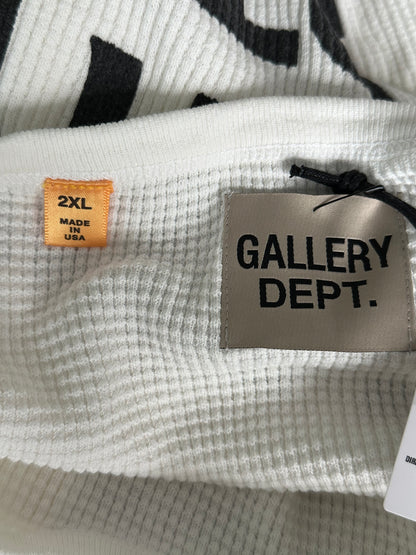 2XL
MADE
IN
USA
GALLERY
DEPT.